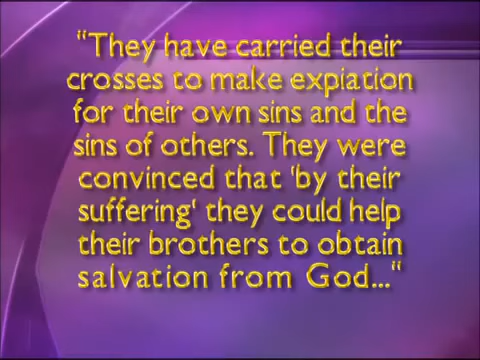 "They have carried their
crosses to make expiation
for their own sins and the
sins of others. They were
convinced that 'by their
suffering' they could help
their brothers to obtain
salvation from God..."